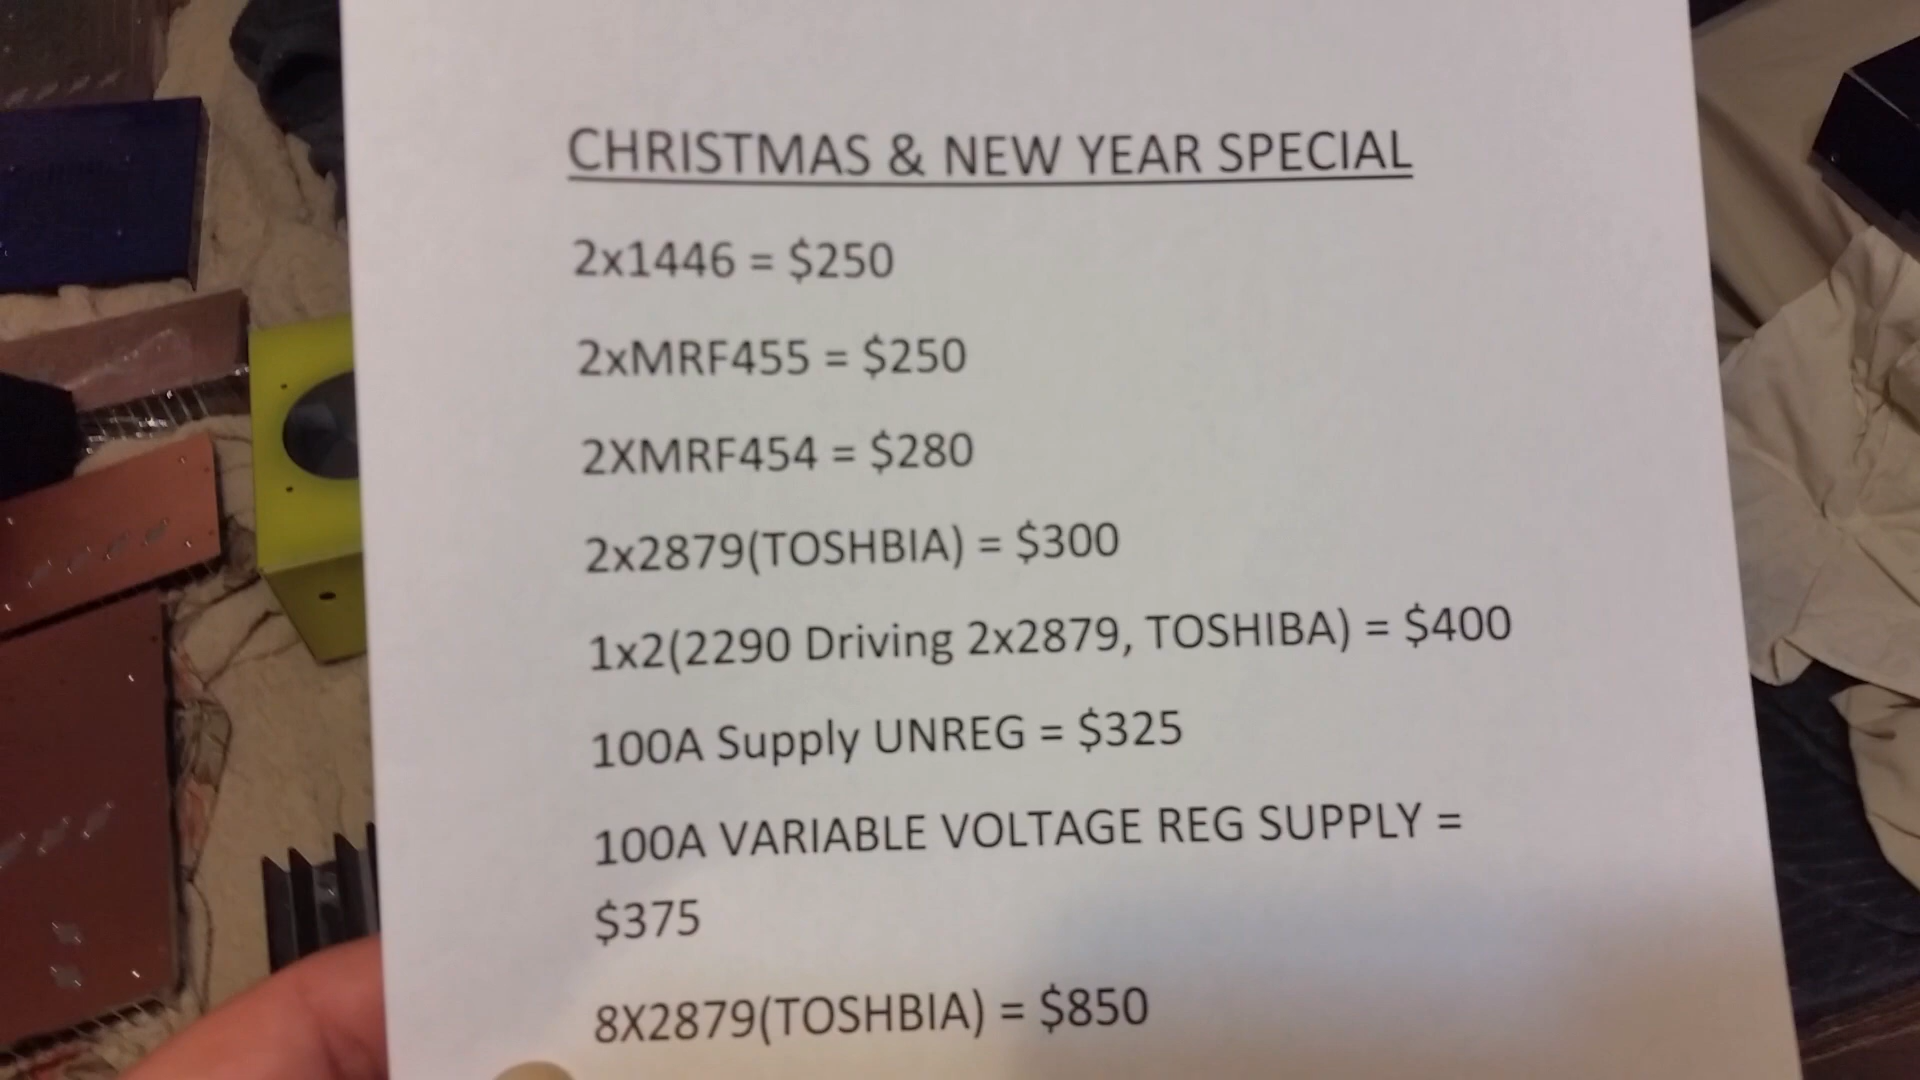 CHRISTMAS & NEW YEAR SPECIAL
2x1446 = $250
2xMRF455 = $250
2XMRF454 = $280
2x2879(TOSHBIA) = $300
1x2(2290 Driving 2x2879, TOSHIBA) = $400
100A Supply UNREG = $325
100A VARIABLE VOLTAGE REG SUPPLY =
$375
8X2879(TOSHBIA) = $850